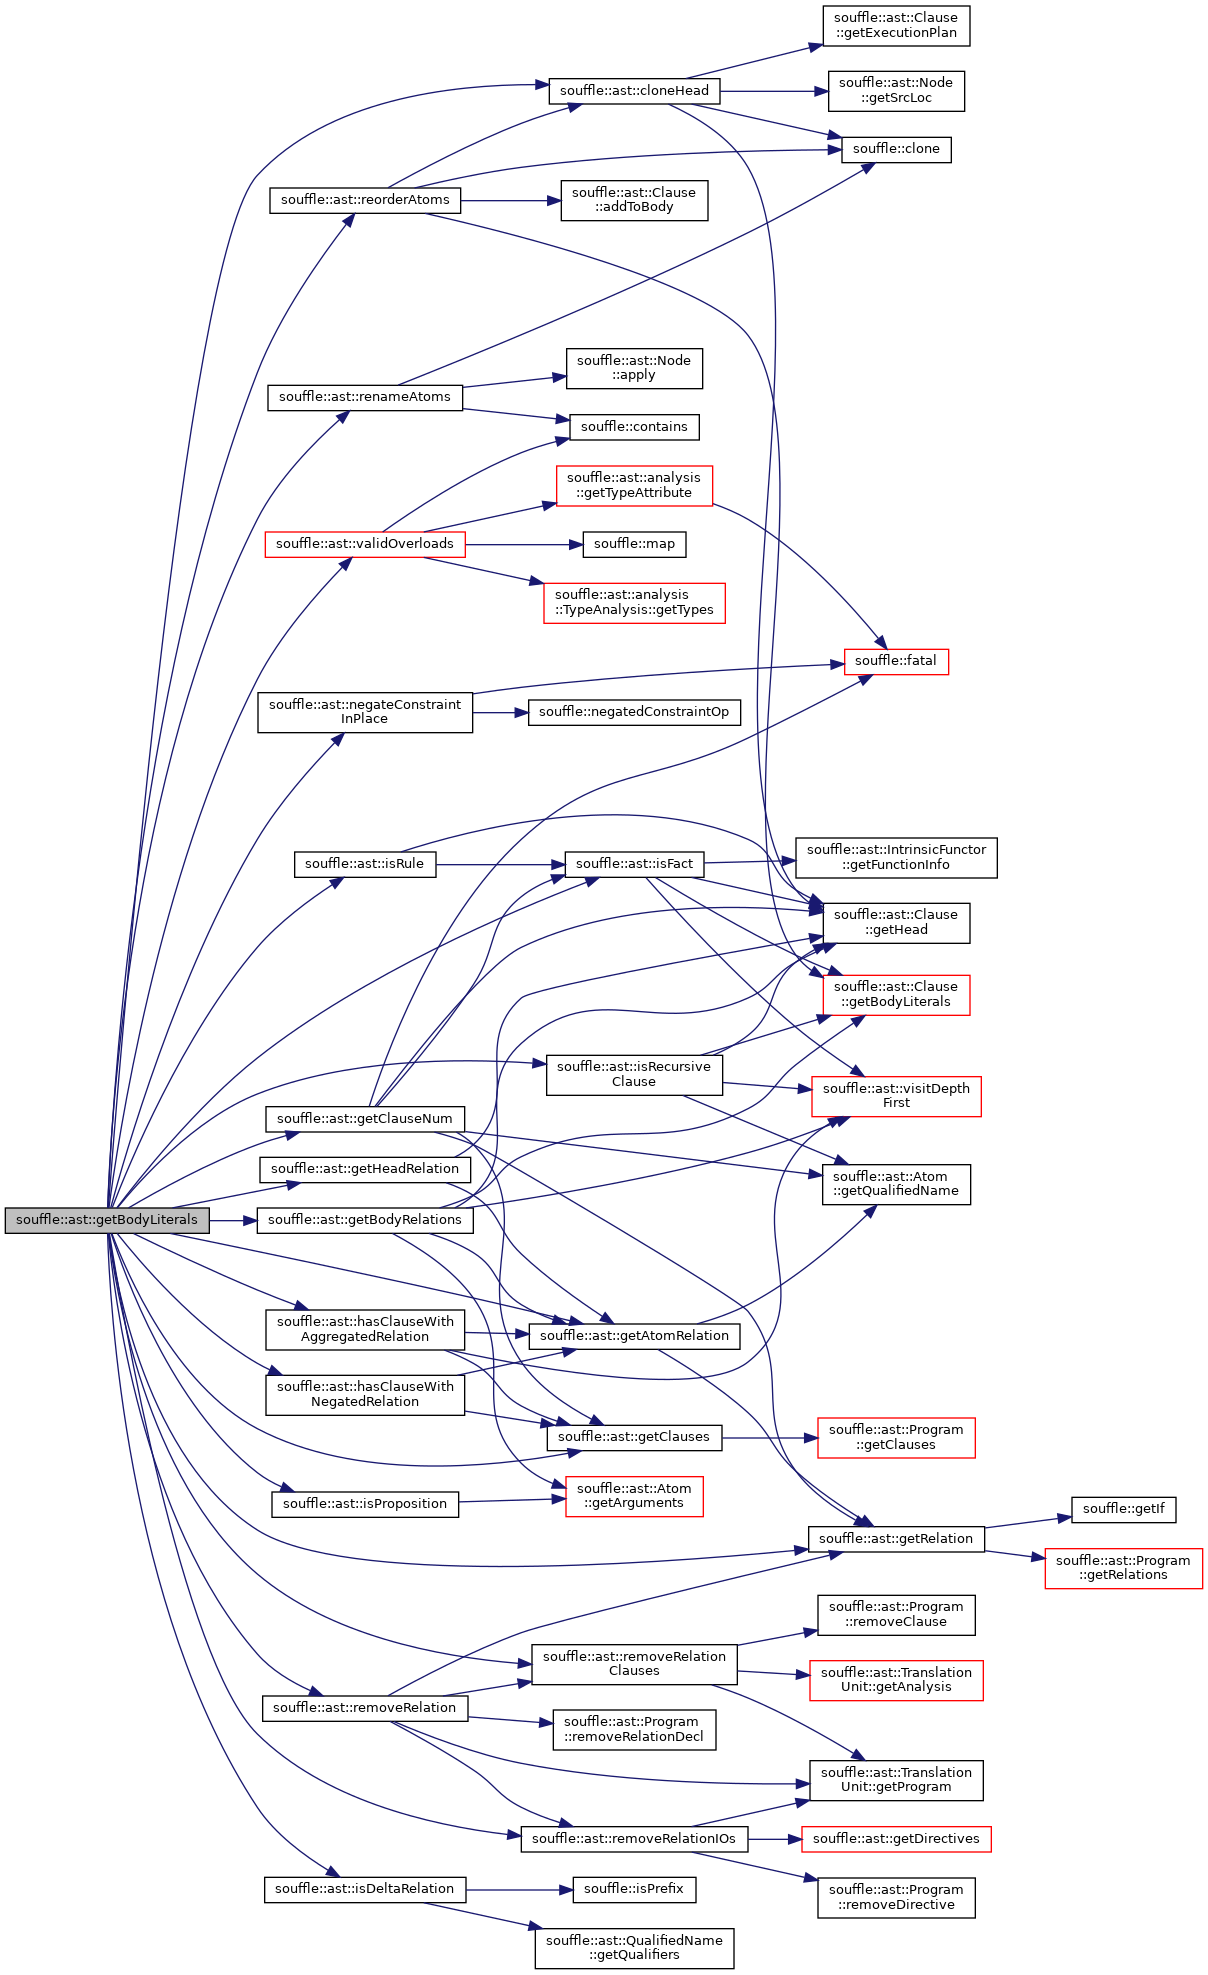 souffle::ast::Clause
::getExecutionPlan
souffle::ast::cloneHead
souffle::ast::Node
::getSrcLoc
souffle::clone
souffle::ast::reorderAtoms
souffle::ast::Clause
::addToBody
souffle::ast::Node
::apply
souffle::ast::renameAtoms
souffle::contains
souffle::ast::analysis
::getTypeAttribute
souffle::ast::validOverloads
souffle::map
souffle::ast::analysis
::TypeAnalysis::getTypes
souffle::fatal
souffle::ast::negateConstraint
InPlace
souffle::negatedConstraintOp
souffle::ast::isRule
souffle::ast::isFact
souffle::ast::IntrinsicFunctor
::getFunctionInfo
souffle::ast::Clause
::getHead
souffle::ast::Clause
::getBodyLiterals
souffle::ast::isRecursive
Clause
souffle::ast::visitDepth
First
souffle::ast::getClauseNum
souffle::ast::getHeadRelation
souffle::ast::Atom
::getQualifiedName
souffle::ast::getBodyLiterals
souffle::ast::getBodyRelations
souffle::ast::hasClauseWith
AggregatedRelation
souffle::ast::getAtomRelation
souffle::ast::hasClauseWith
NegatedRelation
souffle::ast::getClauses
souffle::ast::Program
::getClauses
souffle::ast::isProposition
souffle::ast::Atom
::getArguments
souffle::getIf
souffle::ast::getRelation
souffle::ast::Program
::getRelations
souffle::ast::Program
::removeClause
souffle::ast::removeRelation
Clauses
souffle::ast::Translation
Unit::getAnalysis
souffle::ast::removeRelation
souffle::ast::Program
::removeRelationDecl
souffle::ast::Translation
Unit::getProgram
souffle::ast::removeRelationIOs
souffle::ast::getDirectives
souffle::ast::isDeltaRelation
souffle::isPrefix
souffle::ast::Program
::removeDirective
souffle::ast::QualifiedName
::getQualifiers